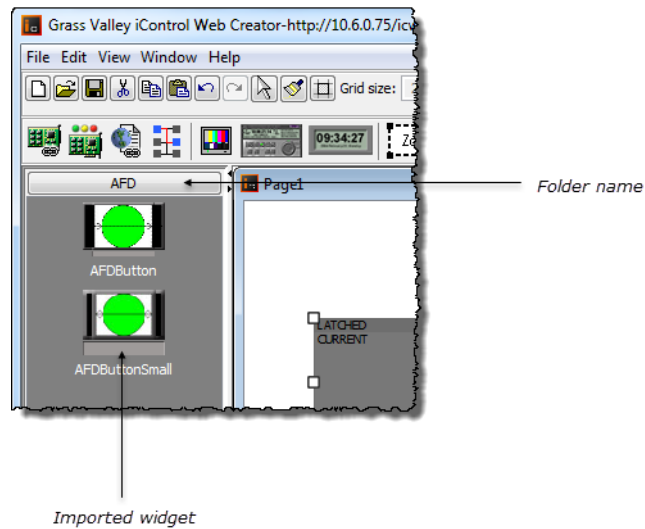 Grass Valley iControl Web Creator-http://10.6.0.75/icw
File Edit View Window Help
Grid size:
09:34:27
AFD
Page1
Folder name
AFDButton
LATCHED
CURRENT
AFDButtonSmall
Imported widget